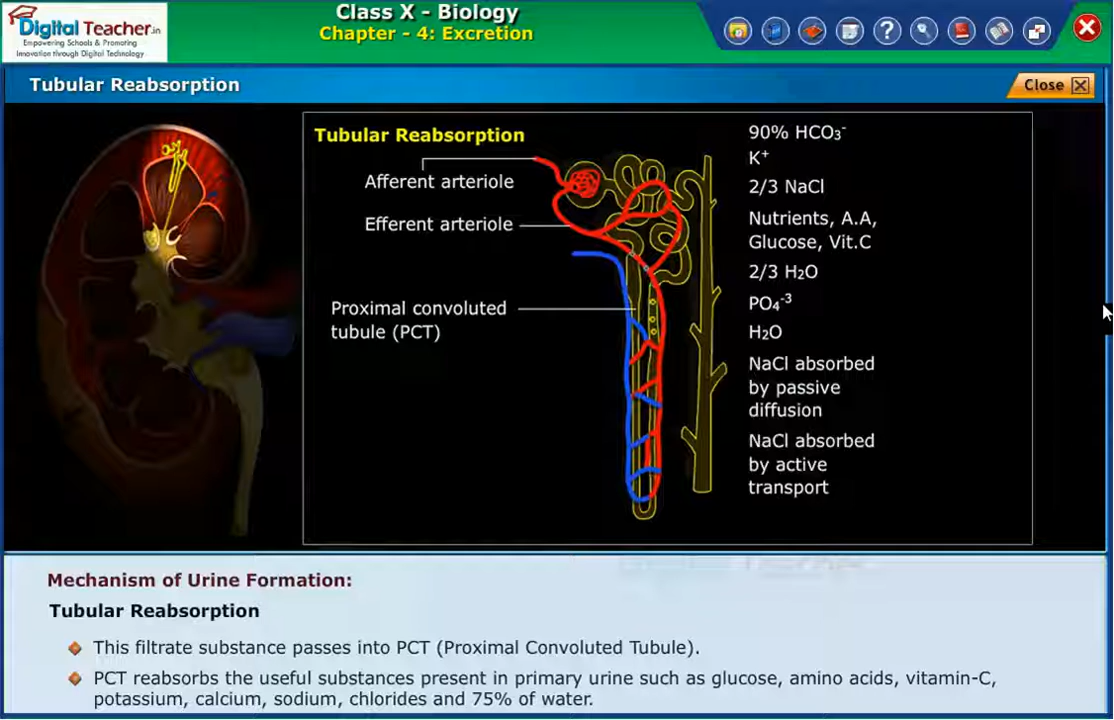 Digital Teacher.in
Empowering Schools & Promoting
Innovation through Digital Technology
Class X - Biology
Chapter - 4: Excretion
Tubular Reabsorption
Close
Tubular Reabsorption
Afferent arteriole
Efferent arteriole
Proximal convoluted
tubule (PCT)
90% HCO₃⁻
K⁺
2/3 NaCl
Nutrients, A.A,
Glucose, Vit.C
2/3 H₂O
PO₄⁻³
H₂O
NaCl absorbed
by passive
diffusion
NaCl absorbed
by active
transport
Mechanism of Urine Formation:
Tubular Reabsorption
This filtrate substance passes into PCT (Proximal Convoluted Tubule).
PCT reabsorbs the useful substances present in primary urine such as glucose, amino acids, vitamin-C,
potassium, calcium, sodium, chlorides and 75% of water.